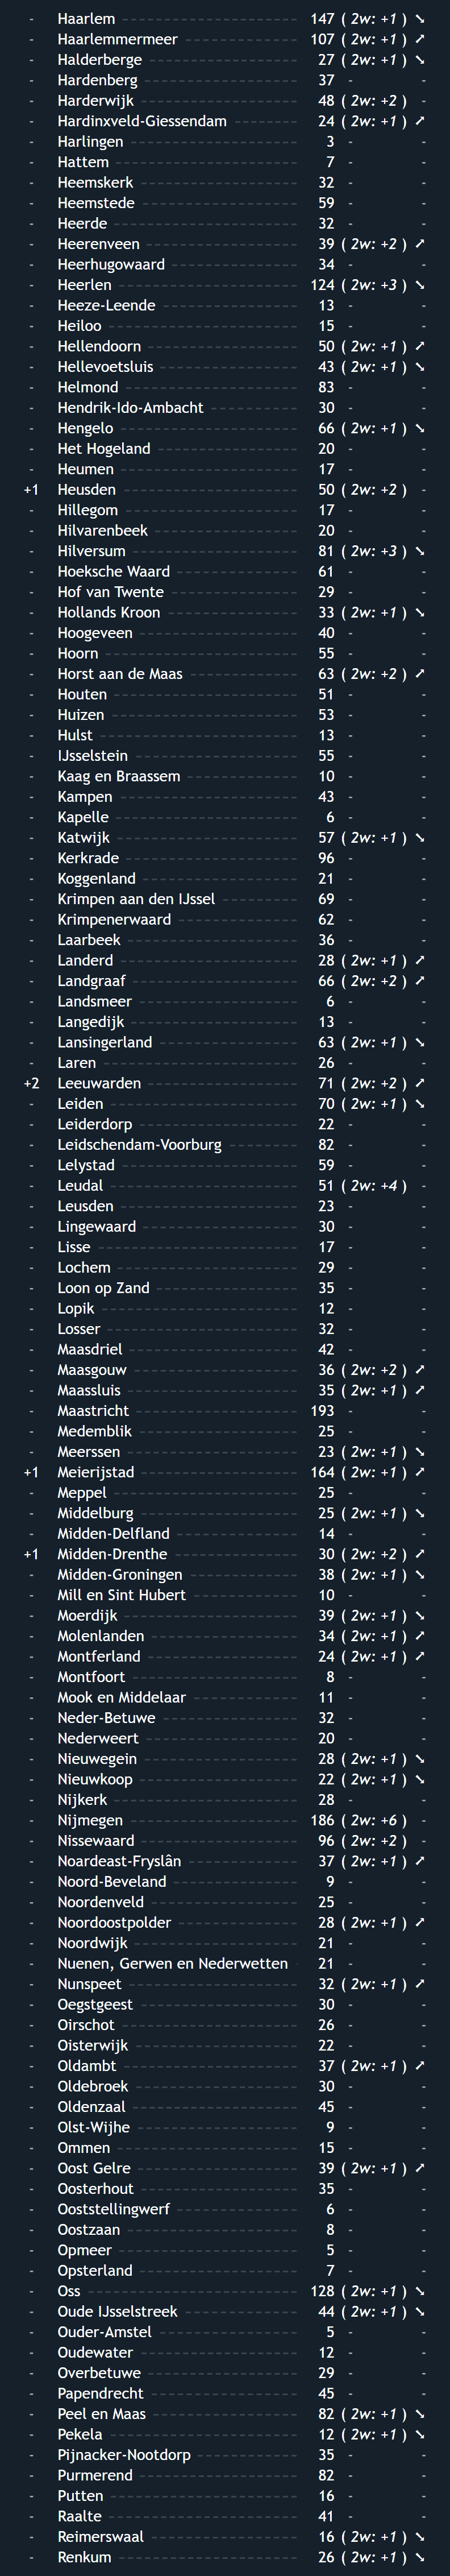 - Haarlem 147 ( 2w: +1 ) ➘
- Haarlemmermeer 107 ( 2w: +1 ) ➚
- Halderberge 27 ( 2w: +1 ) ➘
- Hardenberg 37 - -
- Harderwijk 48 ( 2w: +2 ) -
- Hardinxveld-Giessendam 24 ( 2w: +1 ) ➚
- Harlingen 3 - -
- Hattem 7 - -
- Heemskerk 32 - -
- Heemstede 59 - -
- Heerde 32 - -
- Heerenveen 39 ( 2w: +2 ) ➚
- Heerhugowaard 34 - -
- Heerlen 124 ( 2w: +3 ) ➘
- Heeze-Leende 13 - -
- Heiloo 15 - -
- Hellendoorn 50 ( 2w: +1 ) ➚
- Hellevoetsluis 43 ( 2w: +1 ) ➘
- Helmond 83 - -
- Hendrik-Ido-Ambacht 30 - -
- Hengelo 66 ( 2w: +1 ) ➘
- Het Hogeland 20 - -
- Heumen 17 - -
+1 Heusden 50 ( 2w: +2 ) -
- Hillegom 17 - -
- Hilvarenbeek 20 - -
- Hilversum 81 ( 2w: +3 ) ➘
- Hoeksche Waard 61 - -
- Hof van Twente 29 - -
- Hollands Kroon 33 ( 2w: +1 ) ➘
- Hoogeveen 40 - -
- Hoorn 55 - -
- Horst aan de Maas 63 ( 2w: +2 ) ➚
- Houten 51 - -
- Huizen 53 - -
- Hulst 13 - -
- IJsselstein 55 - -
- Kaag en Braassem 10 - -
- Kampen 43 - -
- Kapelle 6 - -
- Katwijk 57 ( 2w: +1 ) ➘
- Kerkrade 96 - -
- Koggenland 21 - -
- Krimpen aan den IJssel 69 - -
- Krimpenerwaard 62 - -
- Laarbeek 36 - -
- Landerd 28 ( 2w: +1 ) ➚
- Landgraaf 66 ( 2w: +2 ) ➚
- Landsmeer 6 - -
- Langedijk 13 - -
- Lansingerland 63 ( 2w: +1 ) ➘
- Laren 26 - -
+2 Leeuwarden 71 ( 2w: +2 ) ➚
- Leiden 70 ( 2w: +1 ) ➘
- Leiderdorp 22 - -
- Leidschendam-Voorburg 82 - -
- Lelystad 59 - -
- Leudal 51 ( 2w: +4 ) -
- Leusden 23 - -
- Lingewaard 30 - -
- Lisse 17 - -
- Lochem 29 - -
- Loon op Zand 35 - -
- Lopik 12 - -
- Losser 32 - -
- Maasdriel 42 - -
- Maasgouw 36 ( 2w: +2 ) ➚
- Maassluis 35 ( 2w: +1 ) ➚
- Maastricht 193 - -
- Medemblik 25 - -
- Meerssen 23 ( 2w: +1 ) ➘
+1 Meierijstad 164 ( 2w: +1 ) ➚
- Meppel 25 - -
- Middelburg 25 ( 2w: +1 ) ➘
- Midden-Delfland 14 - -
+1 Midden-Drenthe 30 ( 2w: +2 ) ➚
- Midden-Groningen 38 ( 2w: +1 ) ➘
- Mill en Sint Hubert 10 - -
- Moerdijk 39 ( 2w: +1 ) ➘
- Molenlanden 34 ( 2w: +1 ) ➚
- Montferland 24 ( 2w: +1 ) ➚
- Montfoort 8 - -
- Mook en Middelaar 11 - -
- Neder-Betuwe 32 - -
- Nederweert 20 - -
- Nieuwegein 28 ( 2w: +1 ) ➘
- Nieuwkoop 22 ( 2w: +1 ) ➘
- Nijkerk 28 - -
- Nijmegen 186 ( 2w: +6 ) -
- Nissewaard 96 ( 2w: +2 ) -
- Noardeast-Fryslân 37 ( 2w: +1 ) ➚
- Noord-Beveland 9 - -
- Noordenveld 25 - -
- Noordoostpolder 28 ( 2w: +1 ) ➚
- Noordwijk 21 - -
- Nuenen, Gerwen en Nederwetten 21 - -
- Nunspeet 32 ( 2w: +1 ) ➚
- Oegstgeest 30 - -
- Oirschot 26 - -
- Oisterwijk 22 - -
- Oldambt 37 ( 2w: +1 ) ➚
- Oldebroek 30 - -
- Oldenzaal 45 - -
- Olst-Wijhe 9 - -
- Ommen 15 - -
- Oost Gelre 39 ( 2w: +1 ) ➚
- Oosterhout 35 - -
- Ooststellingwerf 6 - -
- Oostzaan 8 - -
- Opmeer 5 - -
- Opsterland 7 - -
- Oss 128 ( 2w: +1 ) ➘
- Oude IJsselstreek 44 ( 2w: +1 ) ➘
- Ouder-Amstel 5 - -
- Oudewater 12 - -
- Overbetuwe 29 - -
- Papendrecht 45 - -
- Peel en Maas 82 ( 2w: +1 ) ➘
- Pekela 12 ( 2w: +1 ) ➘
- Pijnacker-Nootdorp 35 - -
- Purmerend 82 - -
- Putten 16 - -
- Raalte 41 - -
- Reimerswaal 16 ( 2w: +1 ) ➘
- Renkum 26 ( 2w: +1 ) ➘